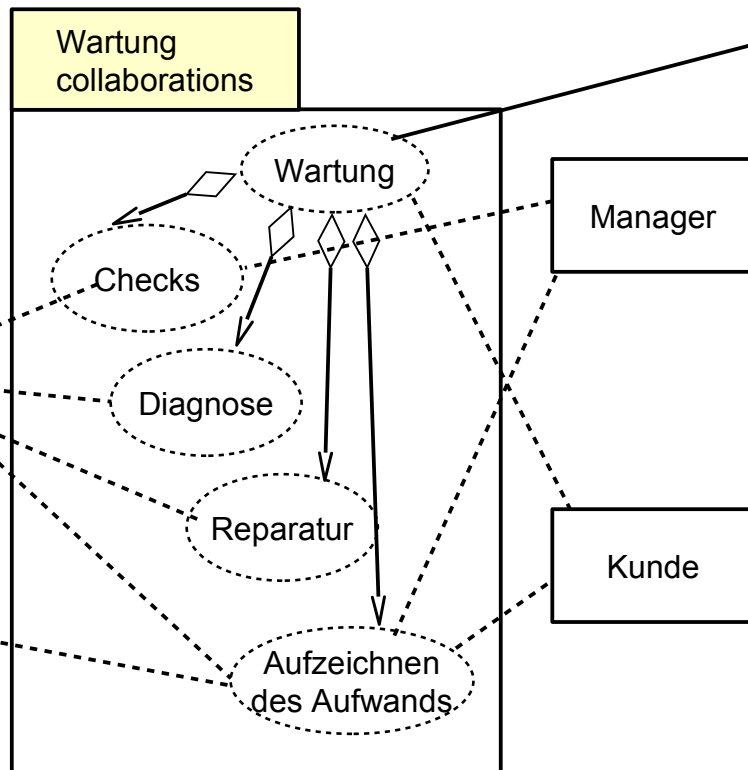 Wartung
collaborations
Wartung
Manager
Checks
Diagnose
Reparatur
Kunde
Aufzeichnen
des Aufwands